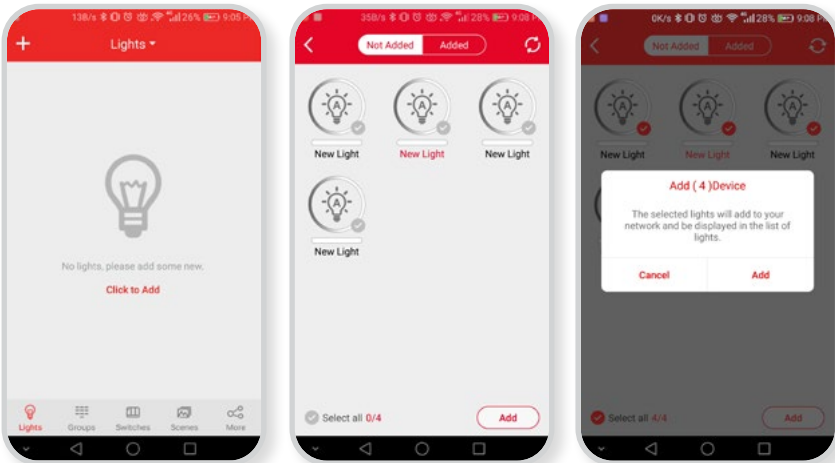 13B/s 26% 9:05 P
Lights
No lights, please add some new.
Click to Add
Lights Groups Switches Scenes More
35B/s 28% 9:08 P
Not Added Added
A A A
New Light New Light New Light
A
New Light
Select all 0/4 Add
0K/s 28% 9:08 P
Not Added Added
A A A
New Light New Light New Light
Add ( 4 )Device
The selected lights will add to your
network and be displayed in the list of
lights.
Cancel Add
Select all 4/4 Add